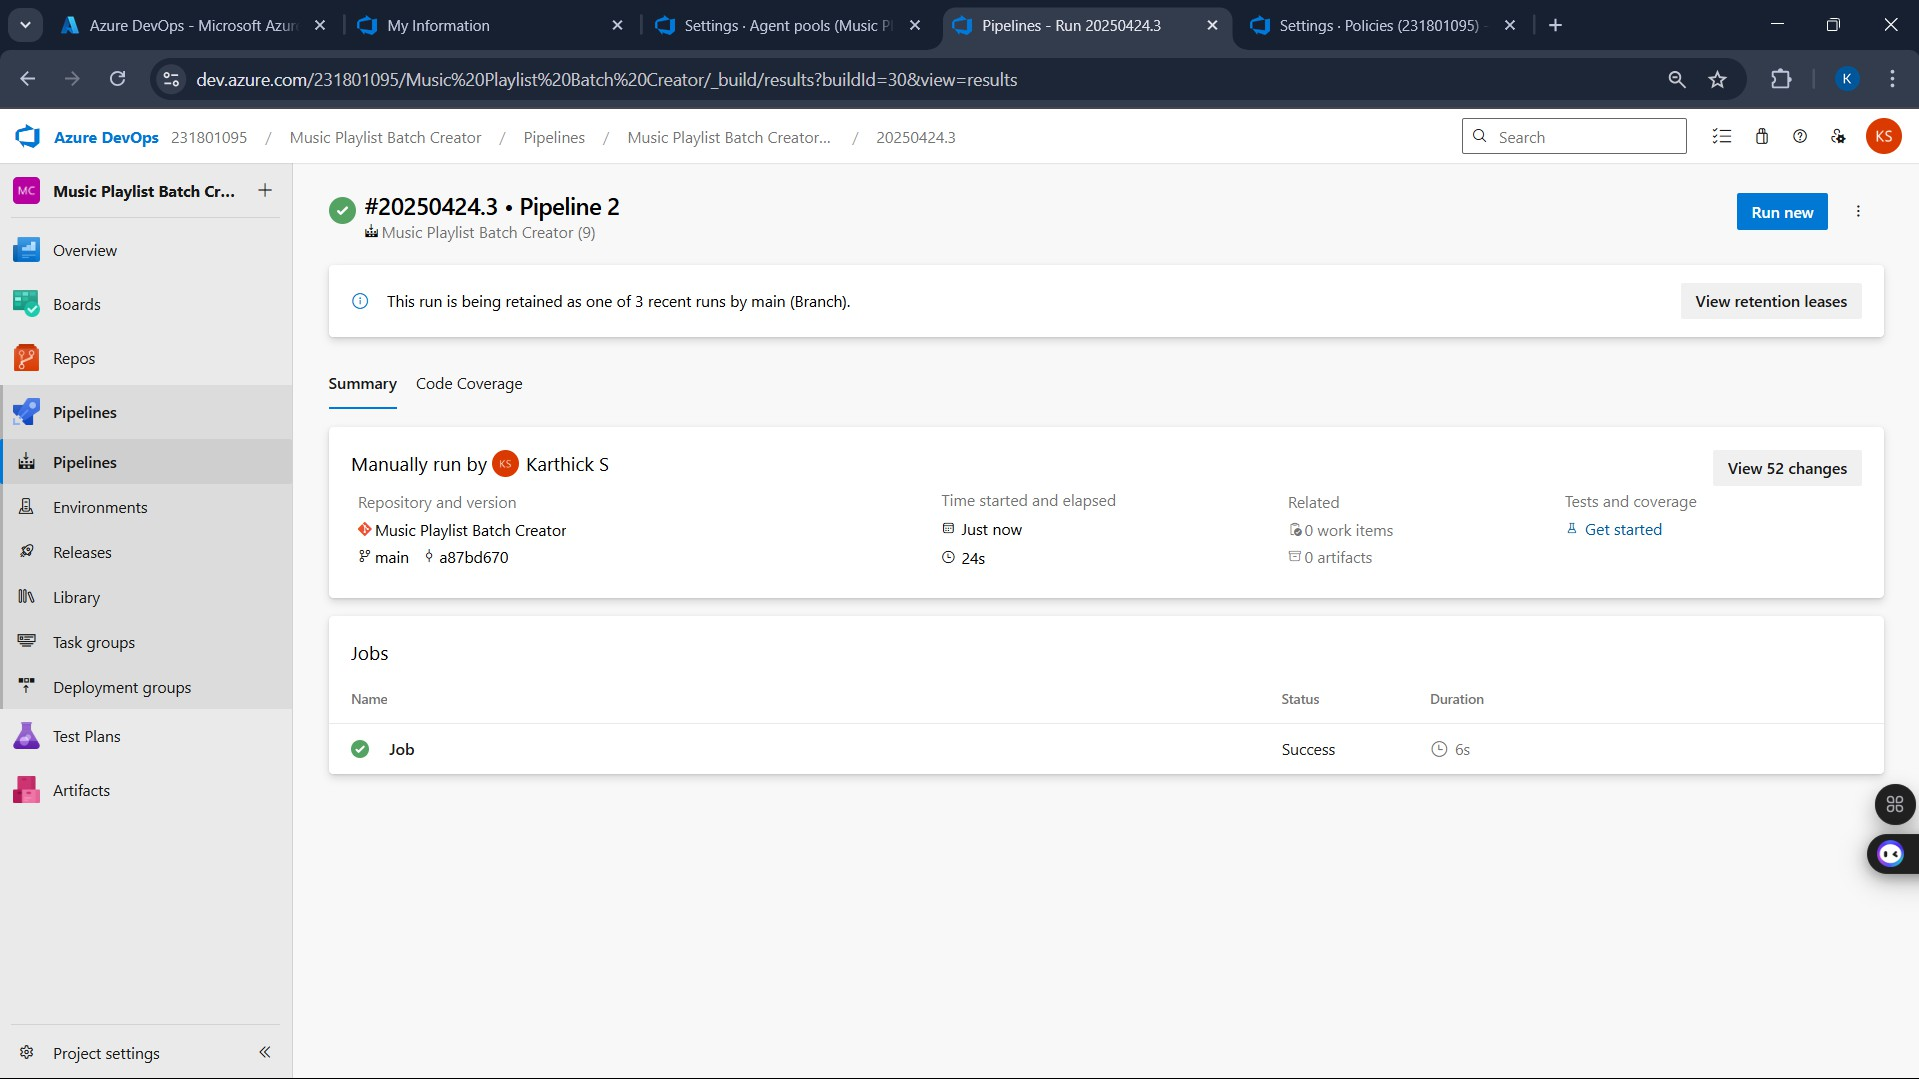 Azure DevOps - Microsoft Azur
My Information
Settings · Agent pools (Music Pl
Pipelines - Run 20250424.3
Settings · Policies (231801095) -
dev.azure.com/231801095/Music%20Playlist%20Batch%20Creator/_build/results?buildId=30&view=results
K
Azure DevOps 231801095 / Music Playlist Batch Creator / Pipelines / Music Playlist Batch Creator... / 20250424.3
Search
KS
MC Music Playlist Batch Cr...
Overview
Boards
Repos
Pipelines
Pipelines
Environments
Releases
Library
Task groups
Deployment groups
Test Plans
Artifacts
Project settings
#20250424.3 • Pipeline 2
Music Playlist Batch Creator (9)
Run new
This run is being retained as one of 3 recent runs by main (Branch).
View retention leases
Summary
Code Coverage
Manually run by KS Karthick S
View 52 changes
Repository and version
Music Playlist Batch Creator
main a87bd670
Time started and elapsed
Just now
24s
Related
0 work items
0 artifacts
Tests and coverage
Get started
Jobs
Name Status Duration
Job Success 6s